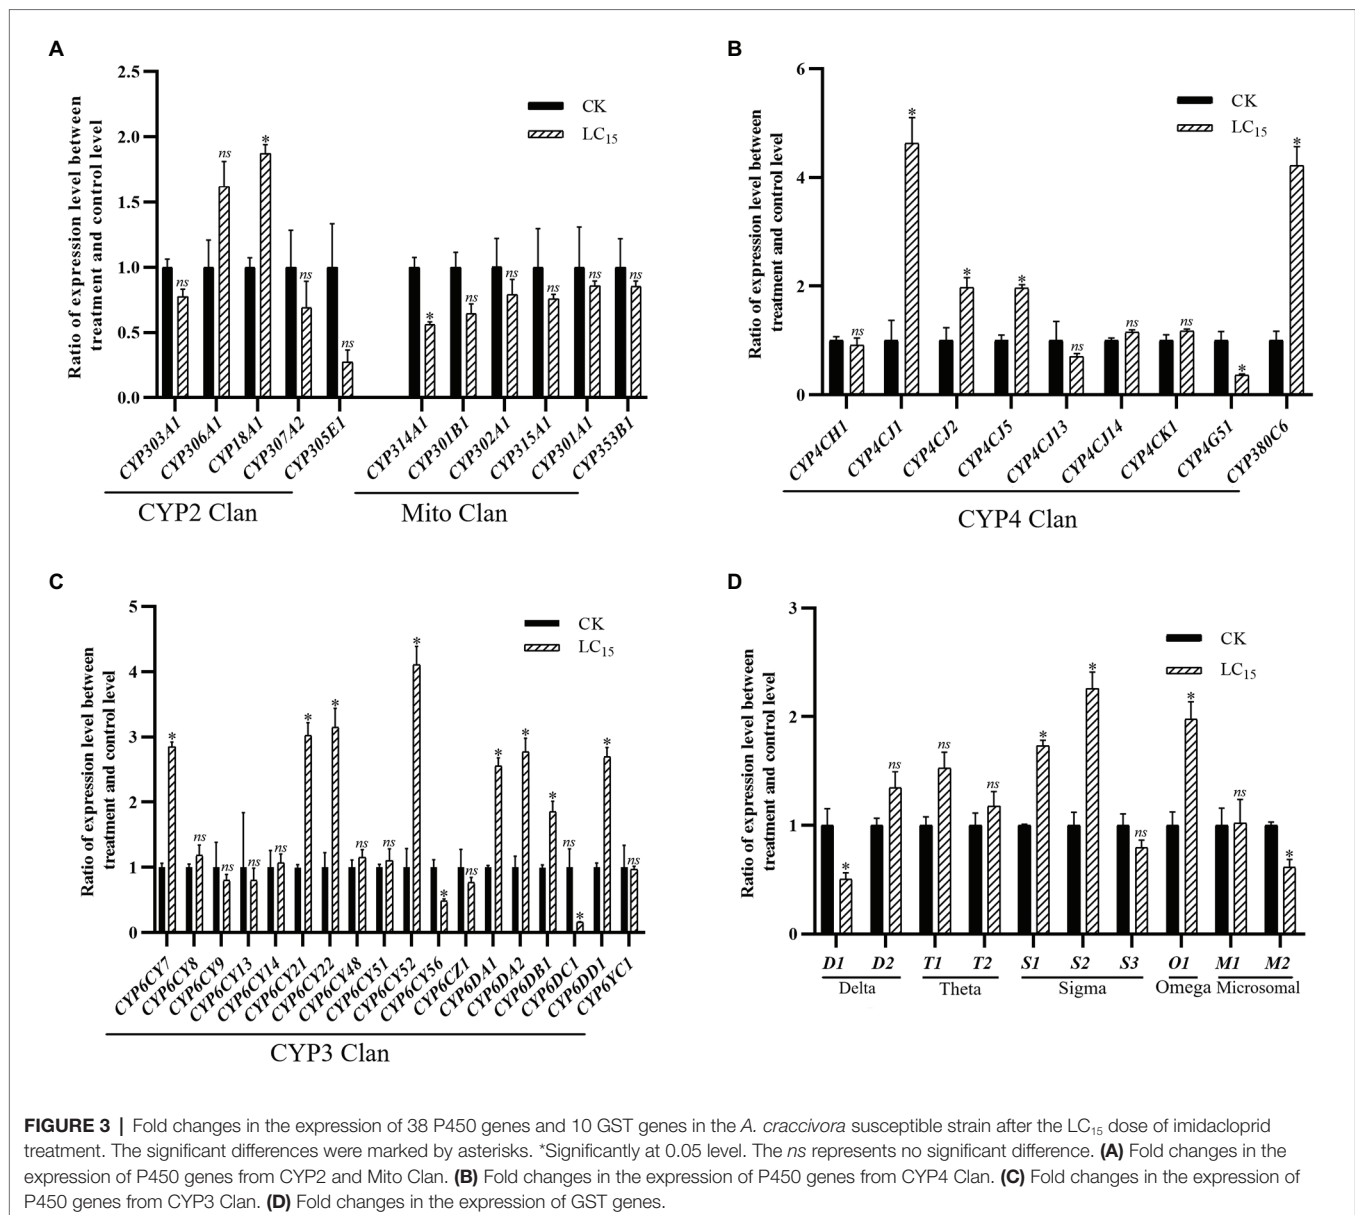 A
Ratio of expression level between
treatment and control level
2.5
2.0
1.5
1.0
0.5
0.0
CK
LC15
ns
ns
*
ns
ns
*
ns
ns
ns
ns
ns
CYP303A1
CYP306A1
CYP18A1
CYP307A2
CYP305E1
CYP314A1
CYP301B1
CYP302A1
CYP315A1
CYP301A1
CYP353B1
CYP2 Clan
Mito Clan
B
Ratio of expression level between
treatment and control level
6
4
2
0
CK
LC15
ns
*
*
*
ns
ns
ns
*
*
CYP4CH1
CYP4CJ1
CYP4CJ2
CYP4CJ5
CYP4CJ13
CYP4CJ14
CYP4CK1
CYP4G51
CYP380C6
CYP4 Clan
C
Ratio of expression level between
treatment and control level
5
4
3
2
1
0
CK
LC15
*
ns
ns
ns
ns
*
*
ns
ns
*
*
ns
*
*
*
*
*
ns
CYP6CY7
CYP6CY8
CYP6CY9
CYP6CY13
CYP6CY14
CYP6CY21
CYP6CY22
CYP6CY48
CYP6CY51
CYP6CY52
CYP6CY56
CYP6CZ1
CYP6DA1
CYP6DA2
CYP6DB1
CYP6DC1
CYP6DD1
CYP6YC1
CYP3 Clan
D
Ratio of expression level between
treatment and control level
3
2
1
0
CK
LC15
*
ns
ns
ns
*
*
ns
*
ns
*
D1 D2 T1 T2 S1 S2 S3 O1 M1 M2
Delta Theta Sigma Omega Microsomal
FIGURE 3 | Fold changes in the expression of 38 P450 genes and 10 GST genes in the A. craccivora susceptible strain after the LC15 dose of imidacloprid
treatment. The significant differences were marked by asterisks. *Significantly at 0.05 level. The ns represents no significant difference. (A) Fold changes in the
expression of P450 genes from CYP2 and Mito Clan. (B) Fold changes in the expression of P450 genes from CYP4 Clan. (C) Fold changes in the expression of
P450 genes from CYP3 Clan. (D) Fold changes in the expression of GST genes.